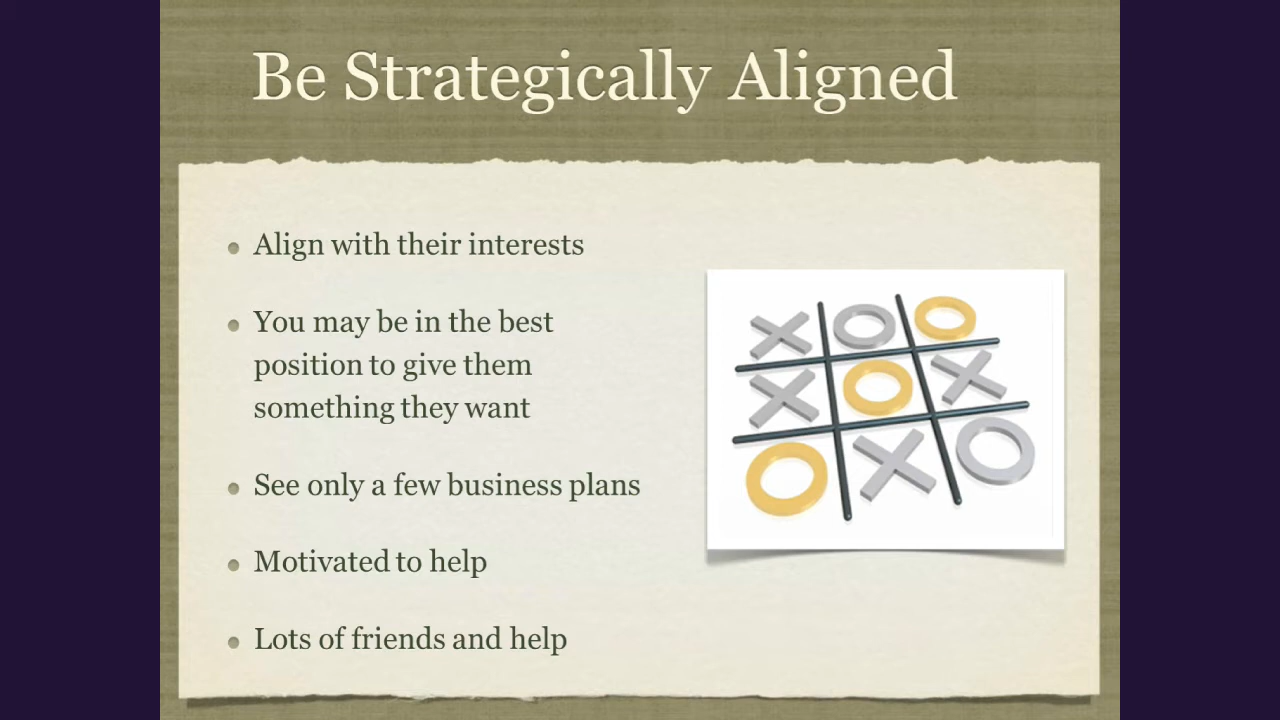 Be Strategically Aligned
Align with their interests
You may be in the best
position to give them
something they want
See only a few business plans
Motivated to help
Lots of friends and help